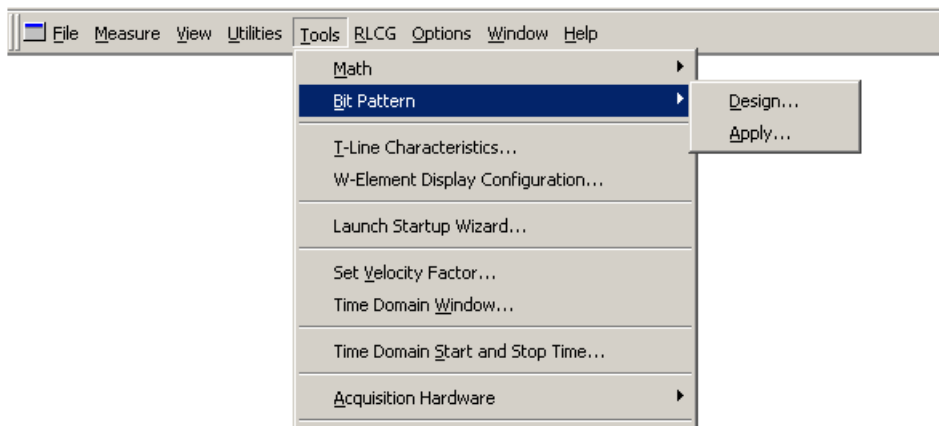 File Measure View Utilities Tools RLCG Options Window Help
Math
Bit Pattern
Design...
Apply...
T-Line Characteristics...
W-Element Display Configuration...
Launch Startup Wizard...
Set Velocity Factor...
Time Domain Window...
Time Domain Start and Stop Time...
Acquisition Hardware